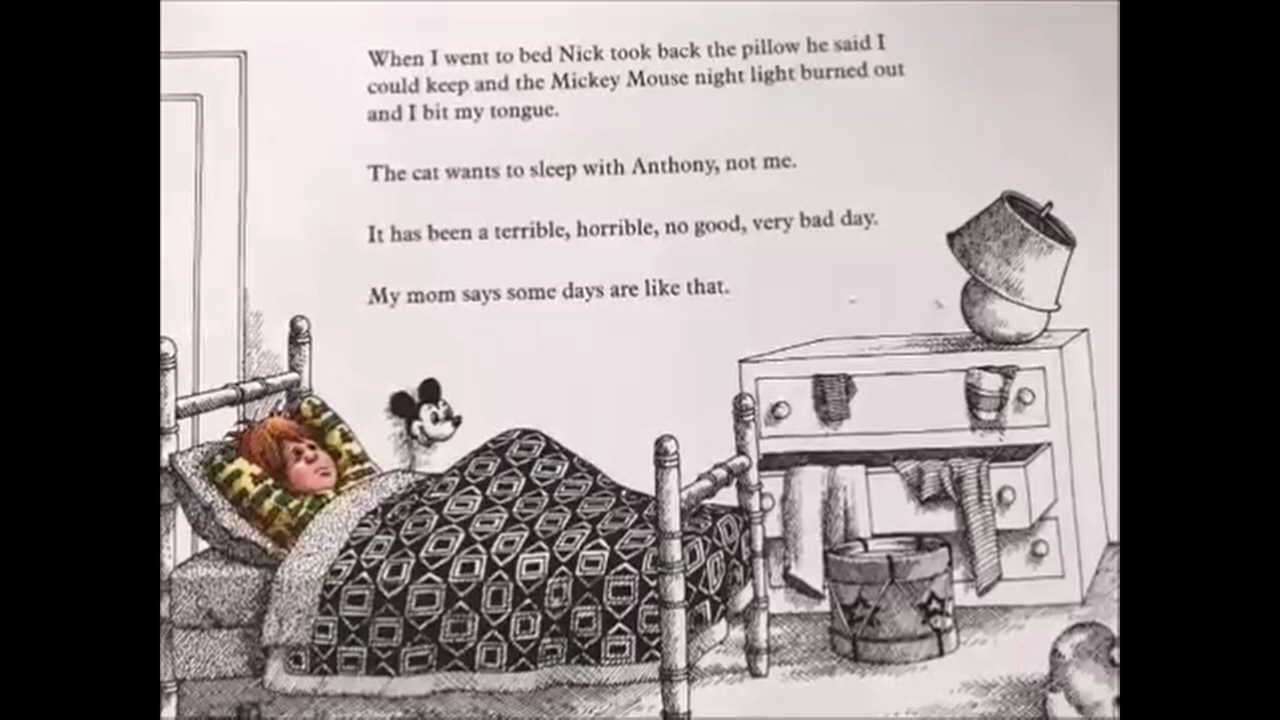 When I went to bed Nick took back the pillow he said I
could keep and the Mickey Mouse night light burned out
and I bit my tongue.
The cat wants to sleep with Anthony, not me.
It has been a terrible, horrible, no good, very bad day.
My mom says some days are like that.